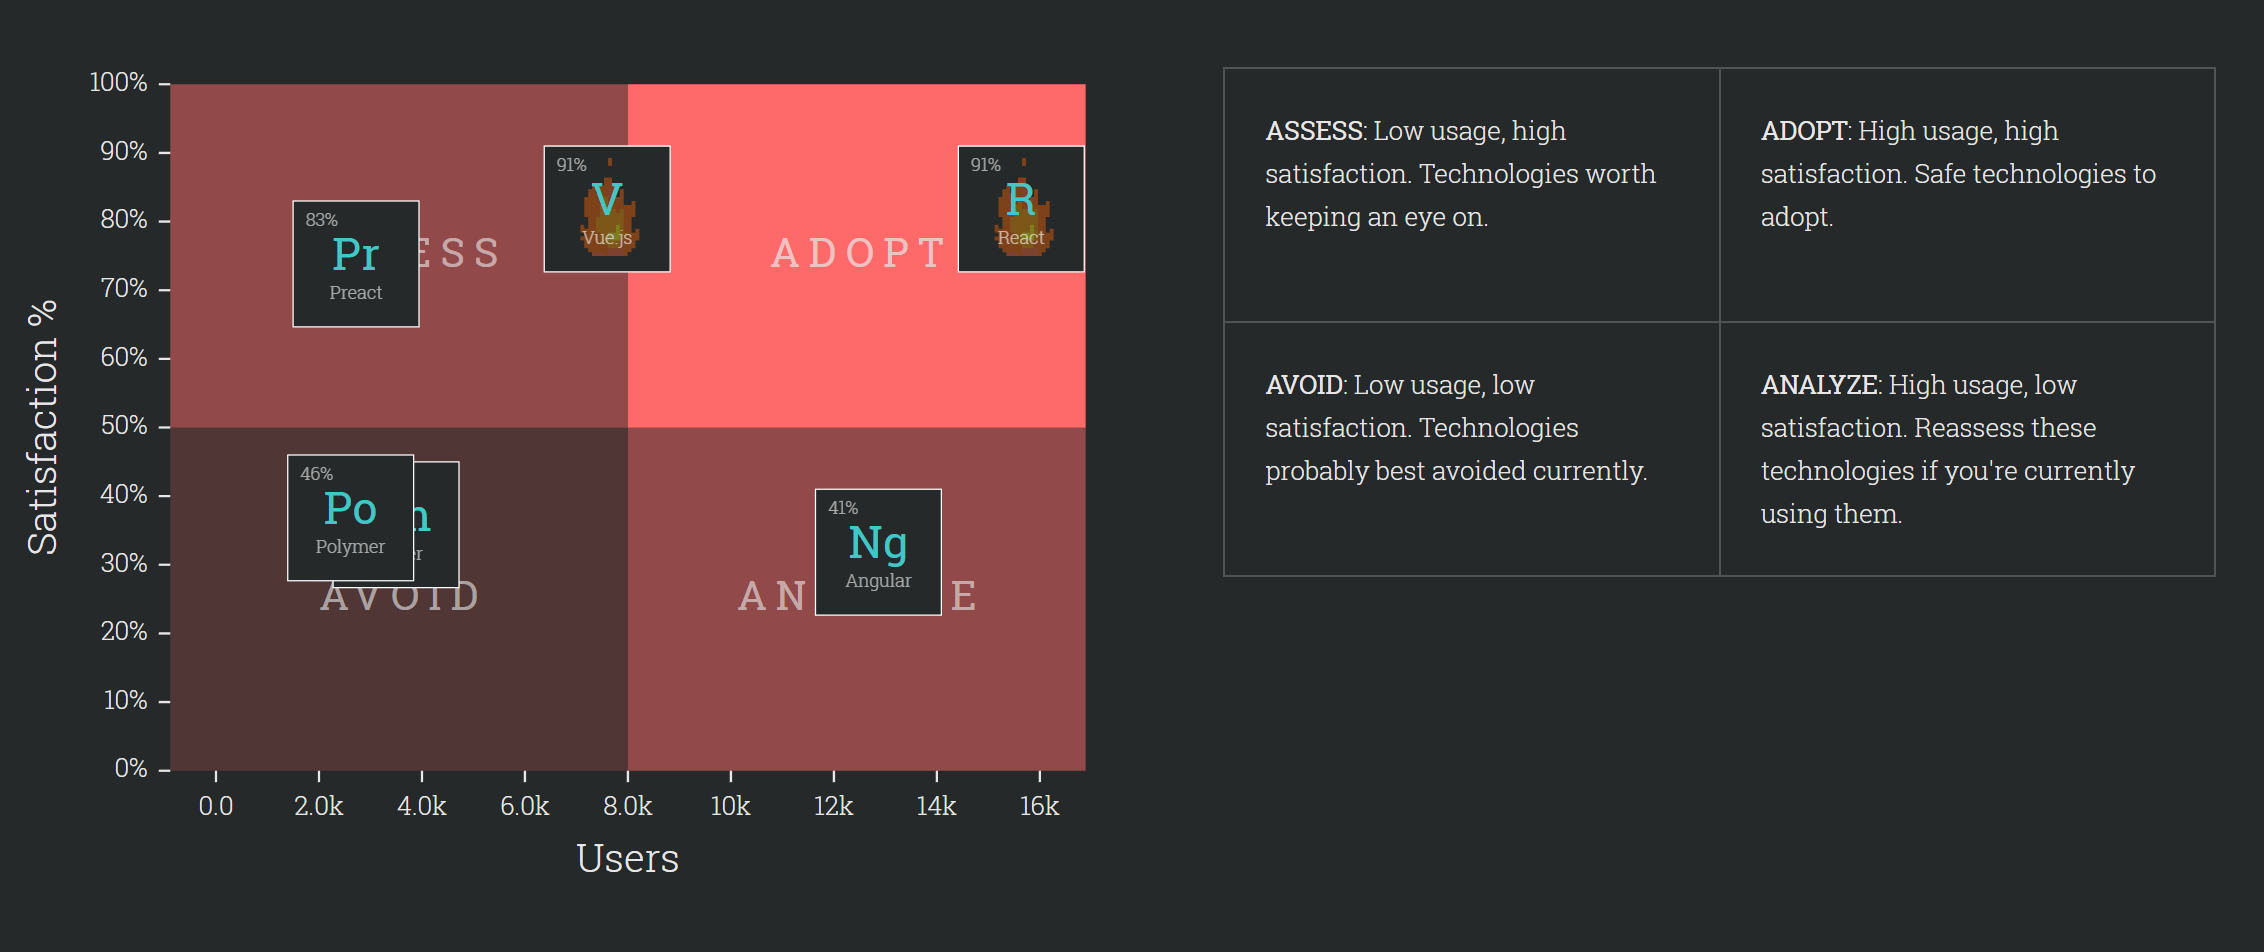 100%
90%
80%
70%
60%
50%
40%
30%
20%
10%
0%
Satisfaction %
0.0
2.0k
4.0k
6.0k
8.0k
10k
12k
14k
16k
Users
ESS
ADOPT
AVOID
AN E
83%
Pr
Preact
91%
V
Vue.js
91%
R
React
46%
Po
Polymer
41%
Ng
Angular
ASSESS: Low usage, high
satisfaction. Technologies worth
keeping an eye on.
ADOPT: High usage, high
satisfaction. Safe technologies to
adopt.
AVOID: Low usage, low
satisfaction. Technologies
probably best avoided currently.
ANALYZE: High usage, low
satisfaction. Reassess these
technologies if you're currently
using them.